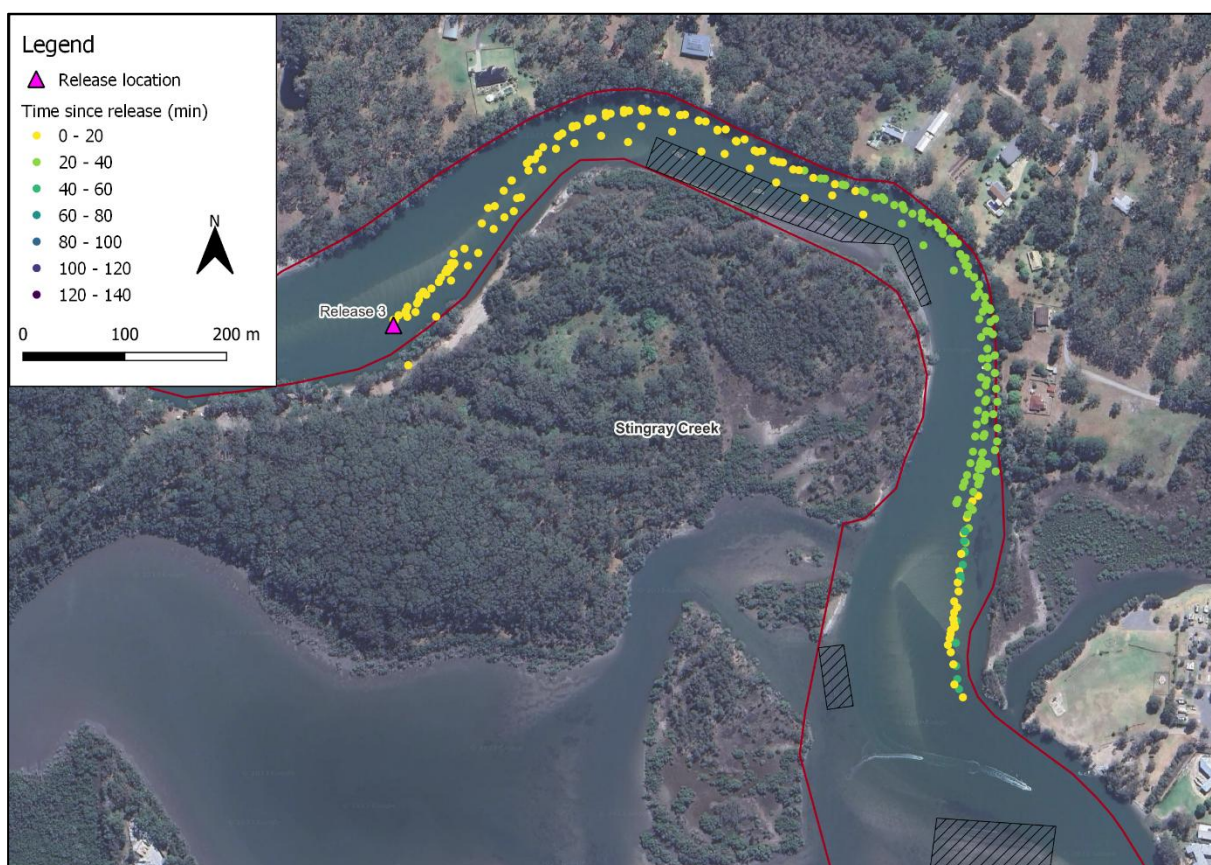 Legend
Release location
Time since release (min)
0 - 20
20 - 40
40 - 60
60 - 80
80 - 100
100 - 120
120 - 140
N
0 100 200 m
Release 3
Stingray Creek